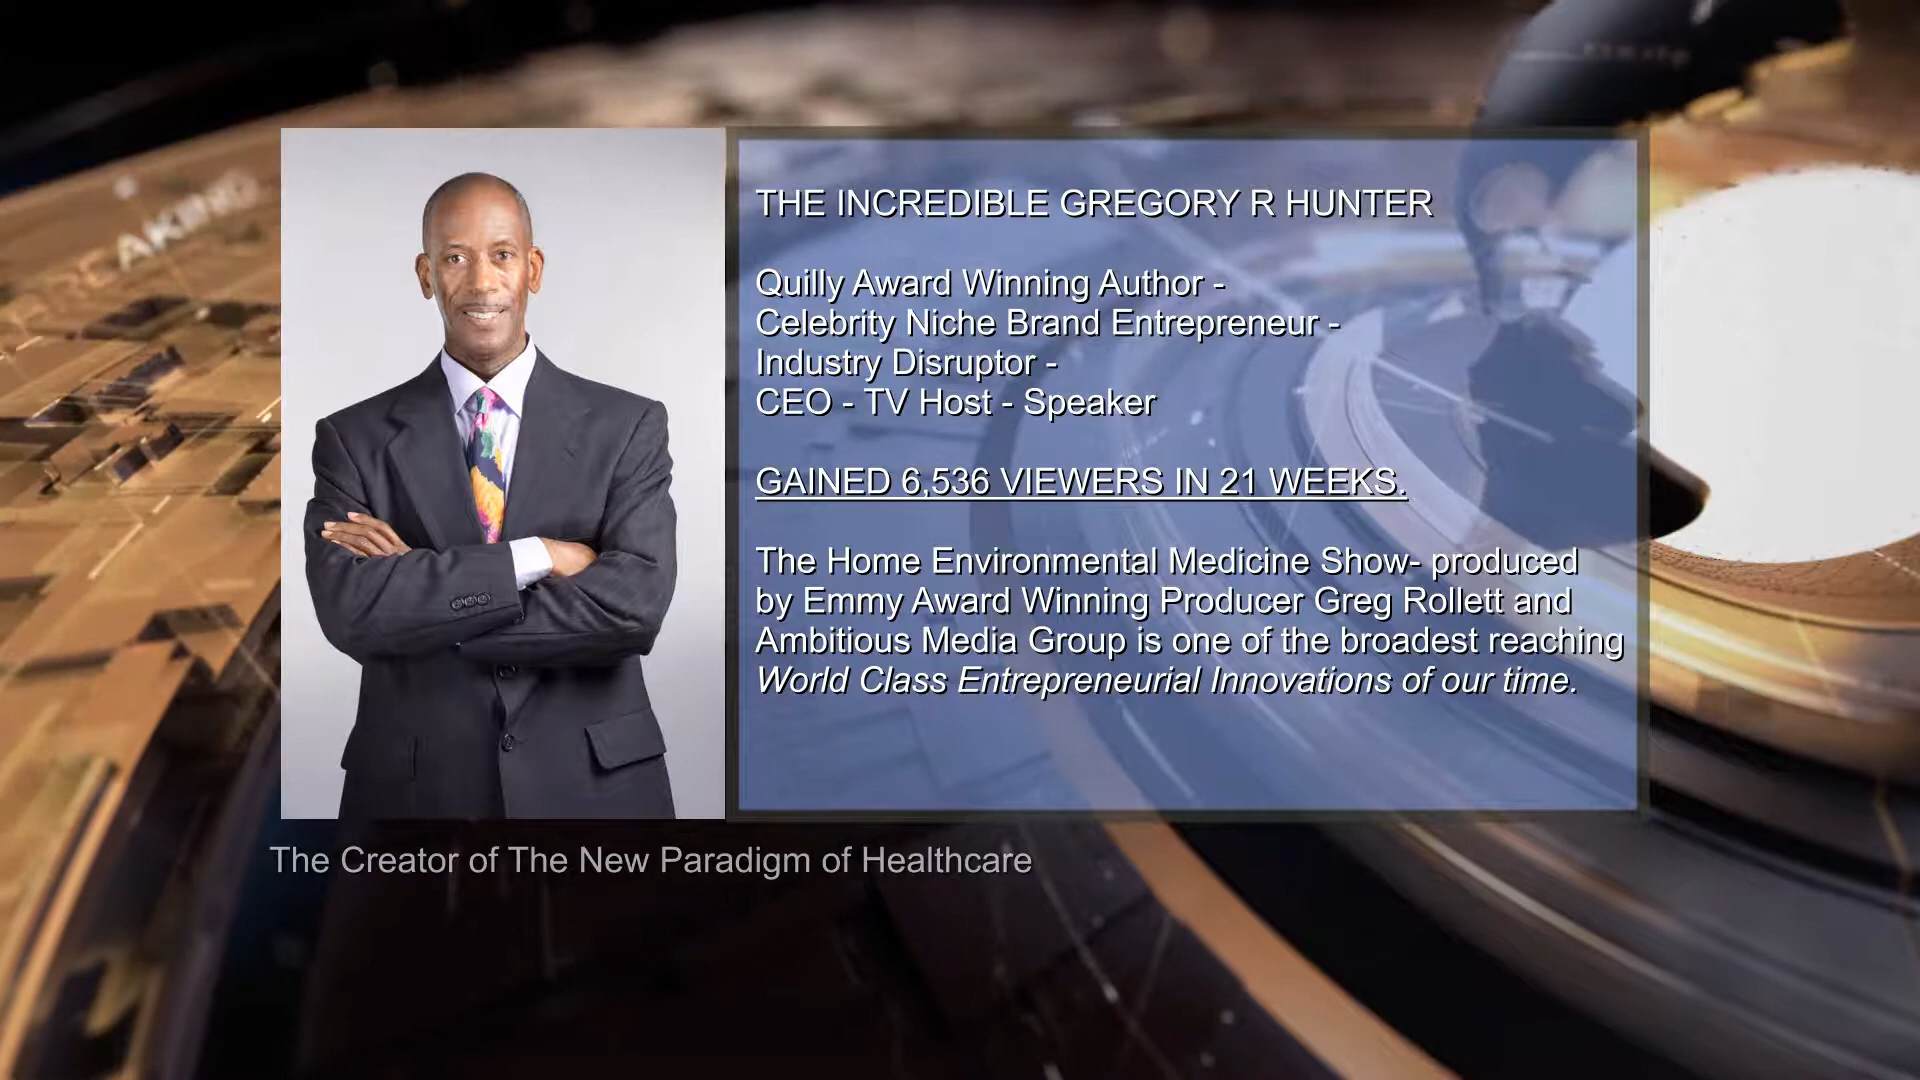 THE INCREDIBLE GREGORY R HUNTER
Quilly Award Winning Author -
Celebrity Niche Brand Entrepreneur -
Industry Disruptor -
CEO - TV Host - Speaker
GAINED 6,536 VIEWERS IN 21 WEEKS.
The Home Environmental Medicine Show- produced
by Emmy Award Winning Producer Greg Rollett and
Ambitious Media Group is one of the broadest reaching
World Class Entrepreneurial Innovations of our time.
The Creator of The New Paradigm of Healthcare